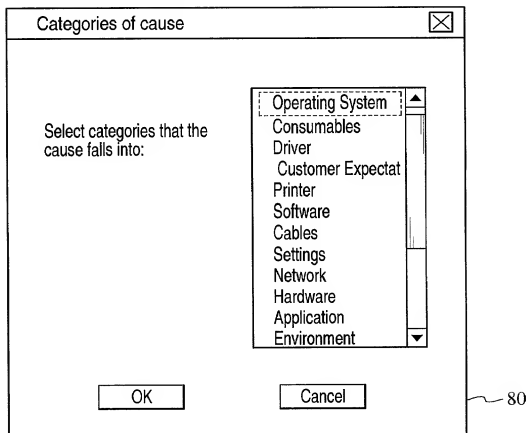 Categories of cause
Select categories that the
cause falls into:
Operating System
Consumables
Driver
Customer Expectat
Printer
Software
Cables
Settings
Network
Hardware
Application
Environment
OK
Cancel
80